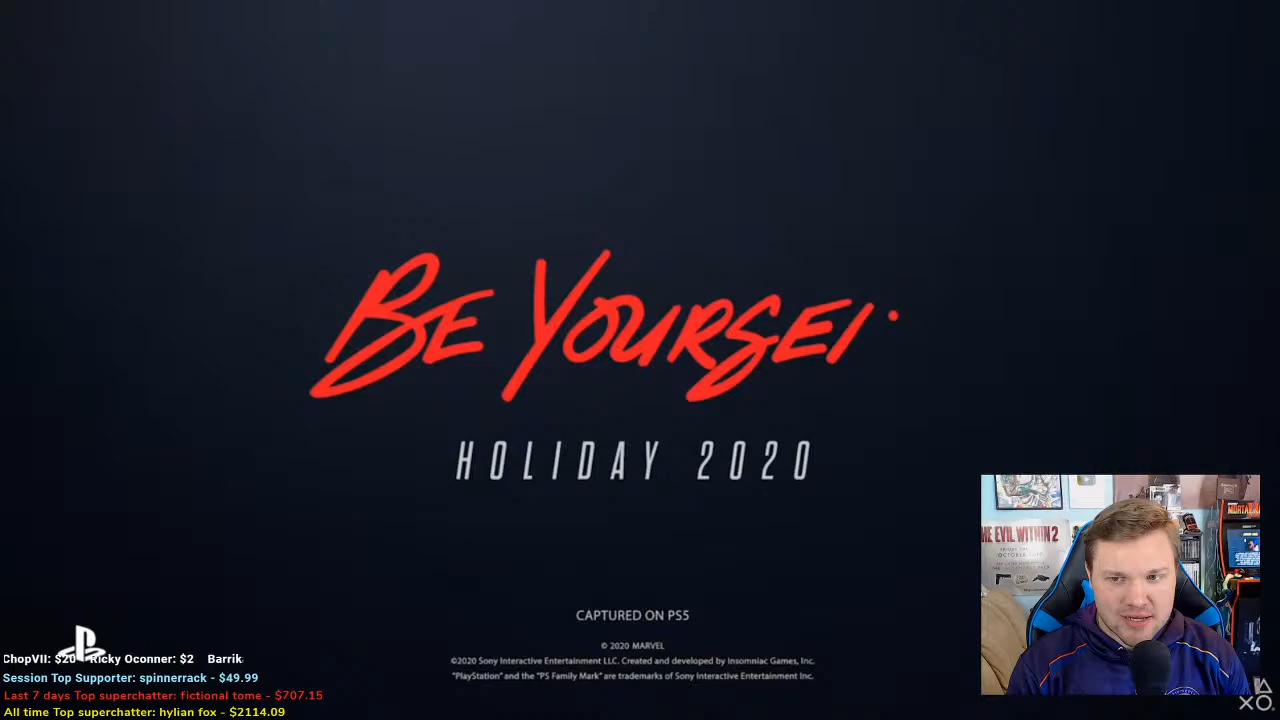 BE YOURSEI
HOLIDAY 2020
CAPTURED ON PS5
© 2020 MARVEL
©2020 Sony Interactive Entertainment LLC. Created and developed by Insomniac Games, Inc.
"PlayStation" and the "PS Family Mark" are trademarks of Sony Interactive Entertainment Inc.
THE EVIL WITHIN 2
OCTOBER
MORTAL
ChopVII: $20 Ricky Oconner: $2 Barrik
Session Top Supporter: spinnerrack - $49.99
Last 7 days Top superchatter: fictional tome - $707.15
All time Top superchatter: hylian fox - $2114.09